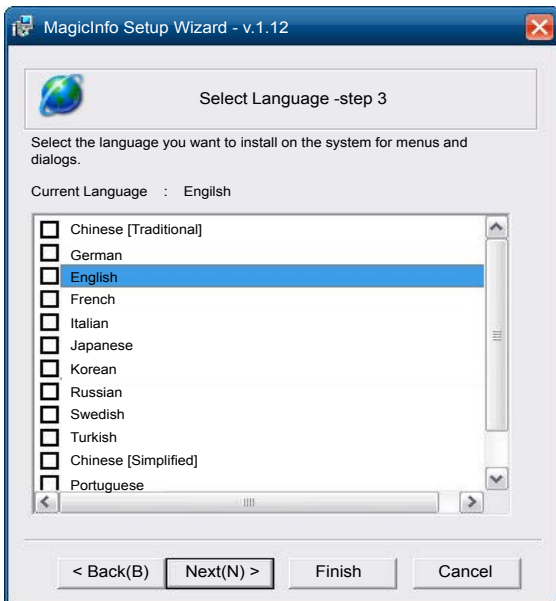 MagicInfo Setup Wizard - v.1.12
Select Language -step 3
Select the language you want to install on the system for menus and
dialogs.
Current Language : Engilsh
Chinese [Traditional]
German
English
French
Italian
Japanese
Korean
Russian
Swedish
Turkish
Chinese [Simplified]
Portuguese
< Back(B) Next(N) > Finish Cancel